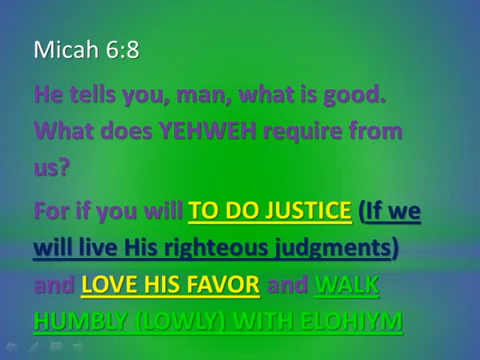 Micah 6:8
He tells you, man, what is good.
What does YEHWEH require from
us?
For if you will TO DO JUSTICE (If we
will live His righteous judgments)
and LOVE HIS FAVOR and WALK
HUMBLY (LOWLY) WITH ELOHIYM